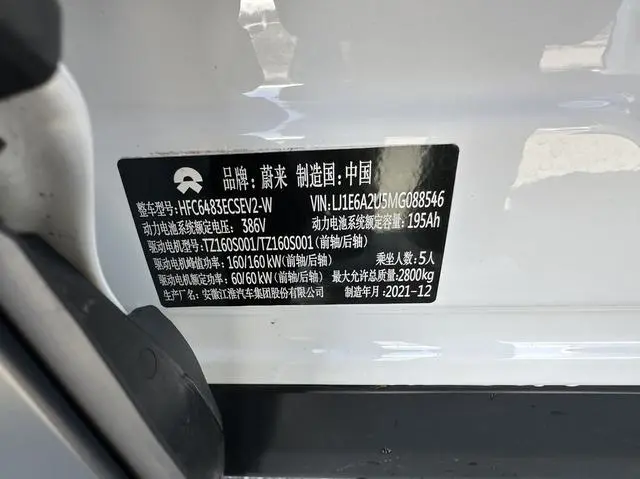 品牌:蔚来 制造国:中国
整车型号:HFC6483ECSEV2-W VIN:LJ1E6A2U5MG088546
动力电池系统额定电压: 386V 动力电池系统额定容量:195Ah
驱动电机型号:TZ160S001/TZ160S001(前轴/后轴)
驱动电机峰值功率:160/160kW(前轴/后轴) 乘坐人数:5人
驱动电机额定功率:60/60kW(前轴/后轴) 最大允许总质量:2800kg
生产厂名:安徽江淮汽车集团股份有限公司 制造年月:2021-12